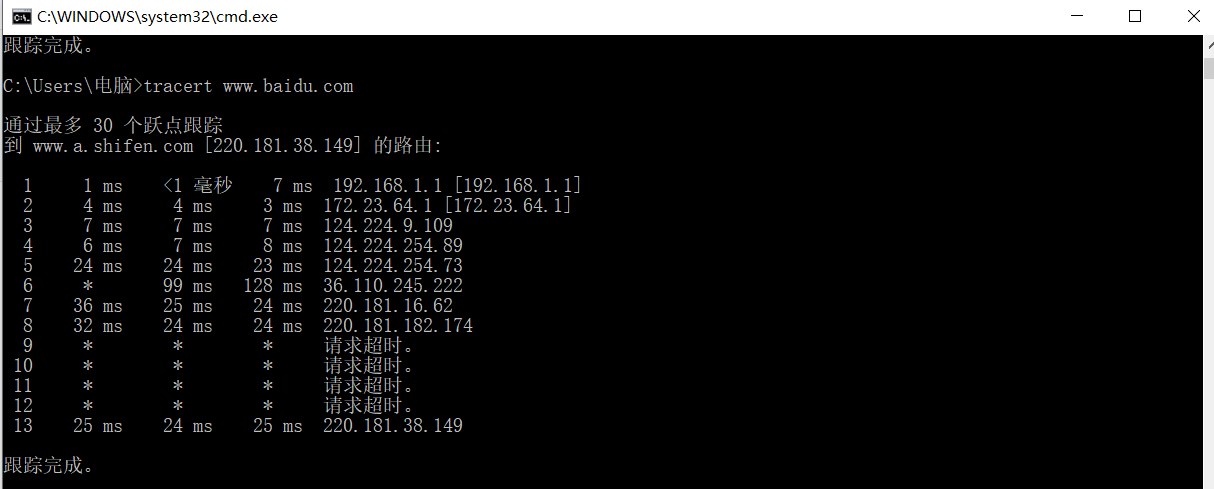 C:\WINDOWS\system32\cmd.exe
跟踪完成。
C:\Users\电脑>tracert www.baidu.com
通过最多 30 个跃点跟踪
到 www.a.shifen.com [220.181.38.149] 的路由:
1 1 ms <1 毫秒 7 ms 192.168.1.1 [192.168.1.1]
2 4 ms 4 ms 3 ms 172.23.64.1 [172.23.64.1]
3 7 ms 7 ms 7 ms 124.224.9.109
4 6 ms 7 ms 8 ms 124.224.254.89
5 24 ms 24 ms 23 ms 124.224.254.73
6 * 99 ms 128 ms 36.110.245.222
7 36 ms 25 ms 24 ms 220.181.16.62
8 32 ms 24 ms 24 ms 220.181.182.174
9 * * * 请求超时。
10 * * * 请求超时。
11 * * * 请求超时。
12 * * * 请求超时。
13 25 ms 24 ms 25 ms 220.181.38.149
跟踪完成。